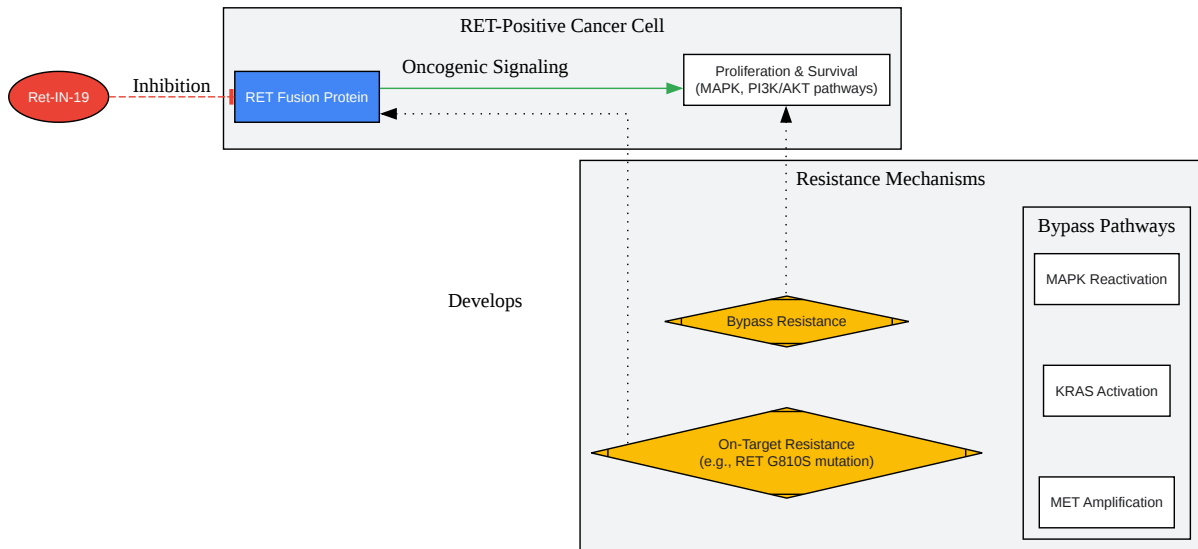 RET-Positive Cancer Cell
Ret-IN-19
Inhibition
RET Fusion Protein
Oncogenic Signaling
Proliferation & Survival
(MAPK, PI3K/AKT pathways)
Resistance Mechanisms
Bypass Pathways
MAPK Reactivation
Develops
Bypass Resistance
KRAS Activation
On-Target Resistance
(e.g., RET G810S mutation)
MET Amplification